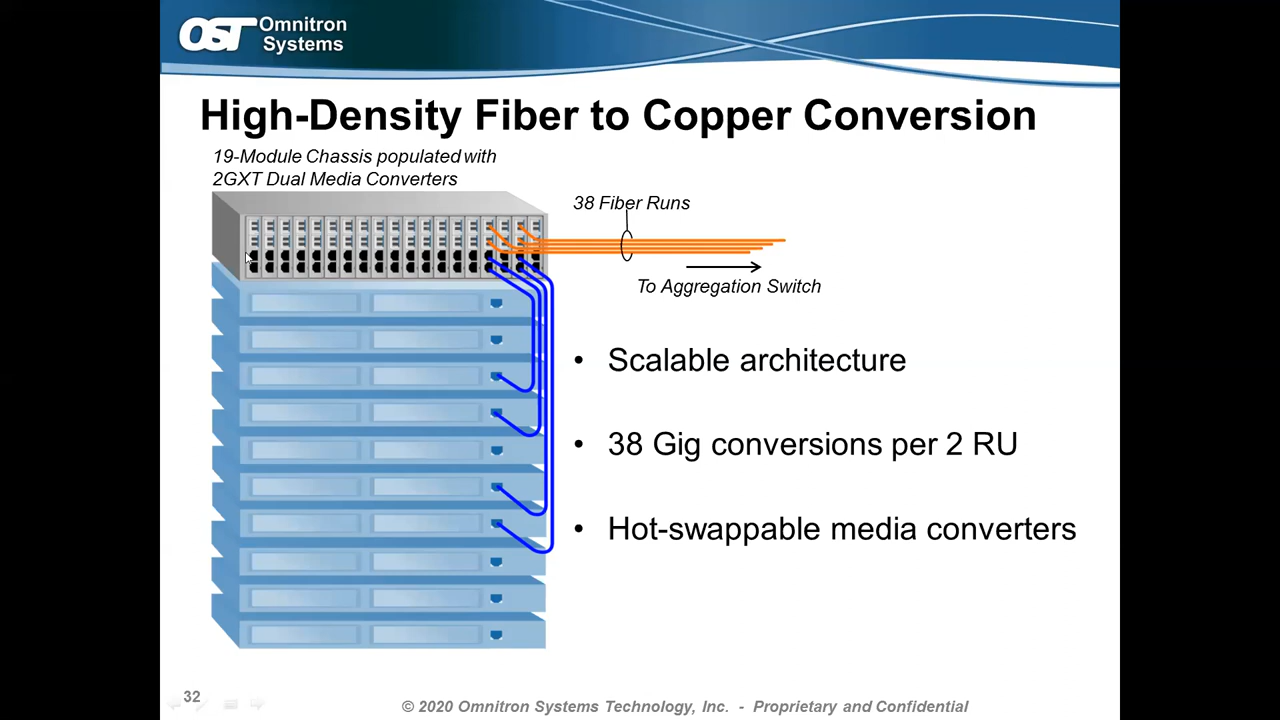 OST Omnitron
Systems
High-Density Fiber to Copper Conversion
19-Module Chassis populated with
2GXT Dual Media Converters
38 Fiber Runs
To Aggregation Switch
• Scalable architecture
• 38 Gig conversions per 2 RU
• Hot-swappable media converters
32
© 2020 Omnitron Systems Technology, Inc. - Proprietary and Confidential